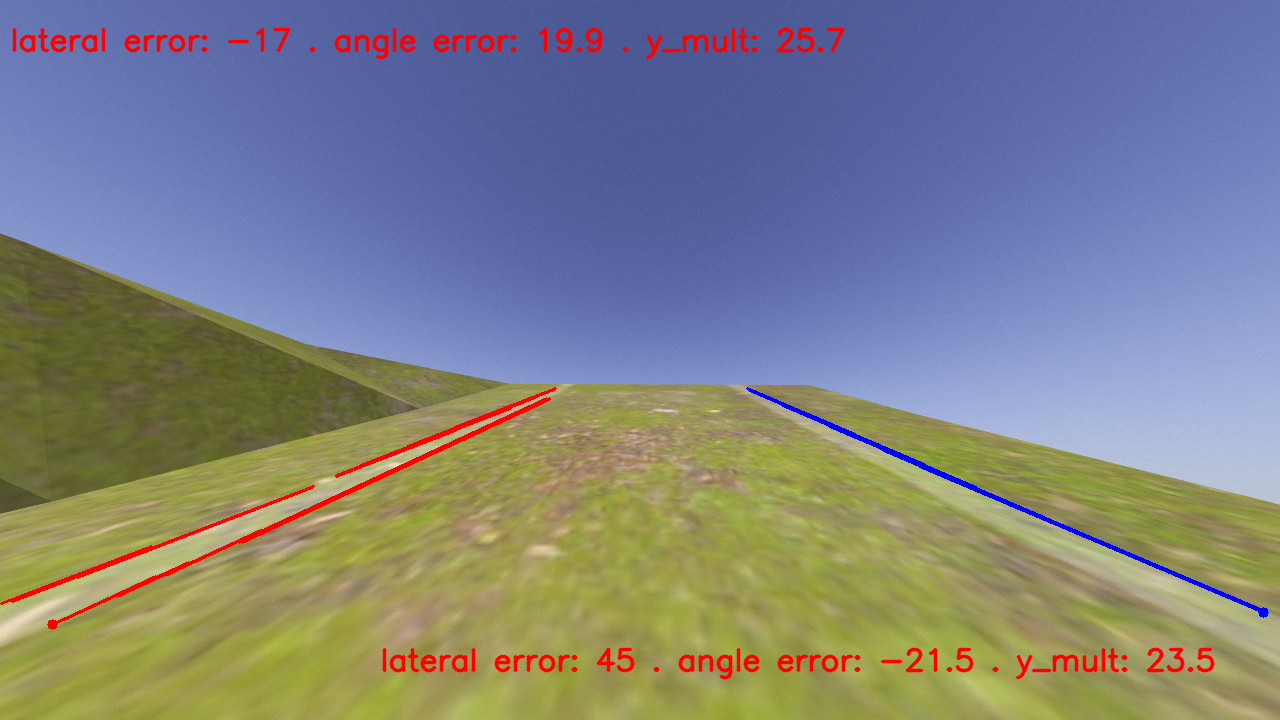 lateral error: -17 . angle error: 19.9 . y_mult: 25.7
lateral error: 45 . angle error: -21.5 . y_mult: 23.5